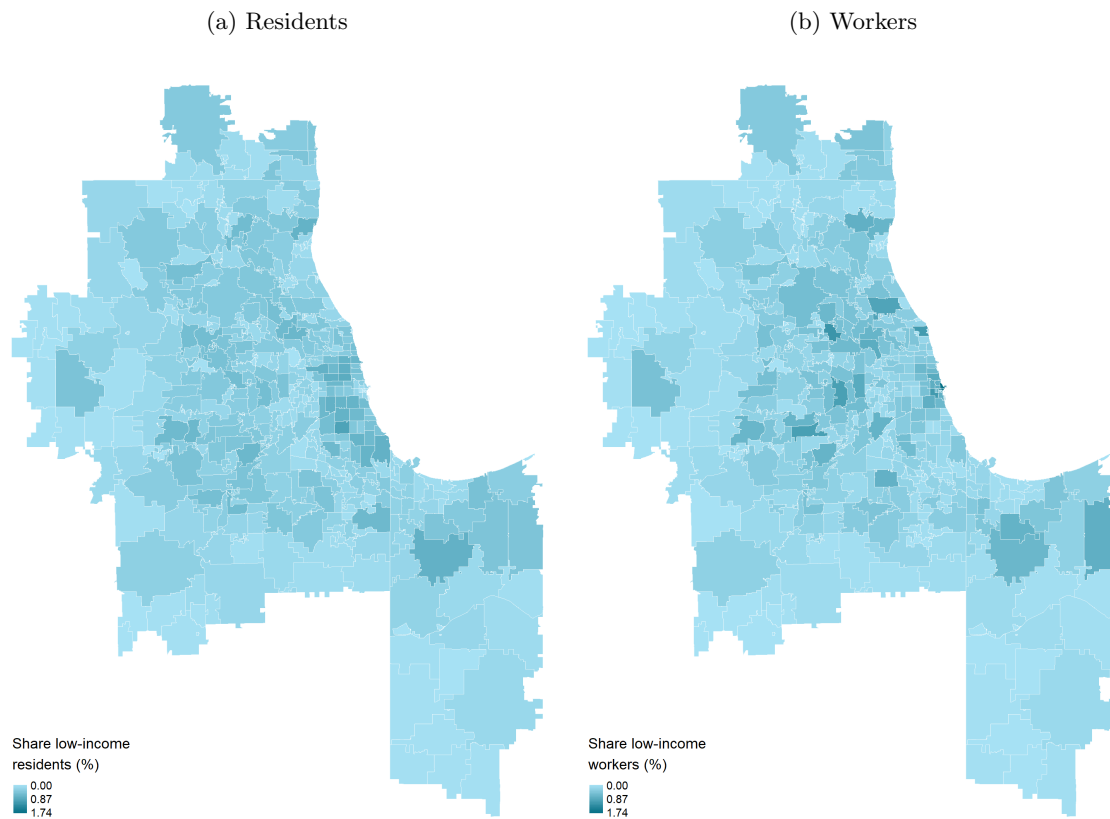 (a) Residents
(b) Workers
Share low-income
residents (%)
0.00
0.87
1.74
Share low-income
workers (%)
0.00
0.87
1.74